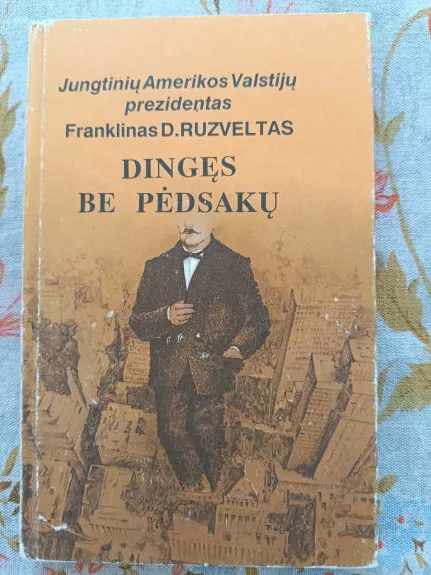 Jungtinių Amerikos Valstijų
prezidentas
Franklinas D.RUZVELTAS
DINGĘS
BE PĖDSAKŲ